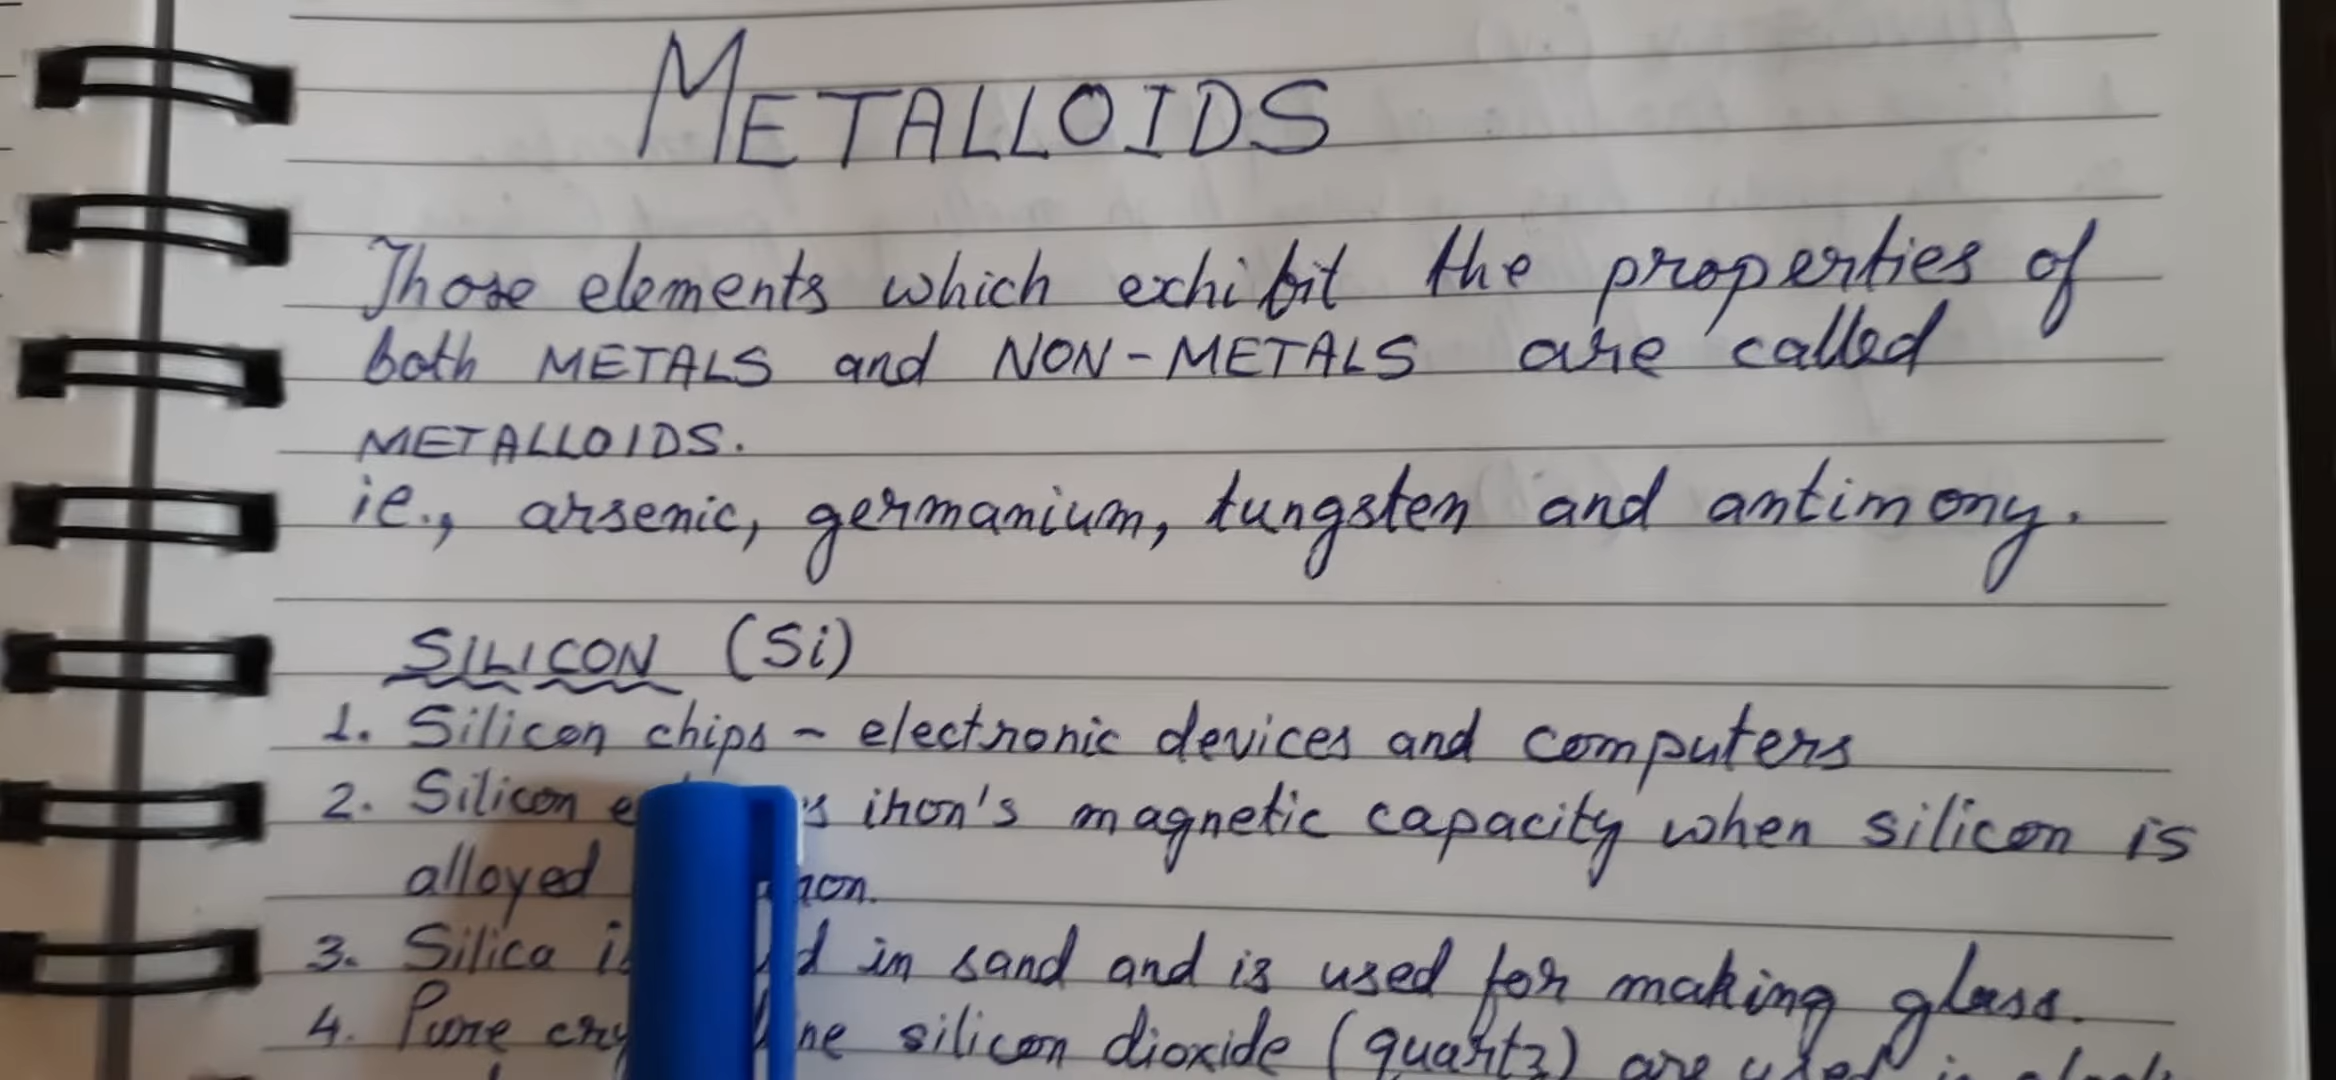 METALLOIDS
Those elements which exhibit the properties of
both METALS and NON-METALS are called
METALLOIDS.
ie., arsenic, germanium, tungsten and antimony.
SILICON (Si)
1. Silicon chips - electronic devices and computers
2. Silicon iron's magnetic capacity when silicon is
alloyed
3. Silica in sand and is used for making glass.
4. Pure silicon dioxide (quartz) are used in